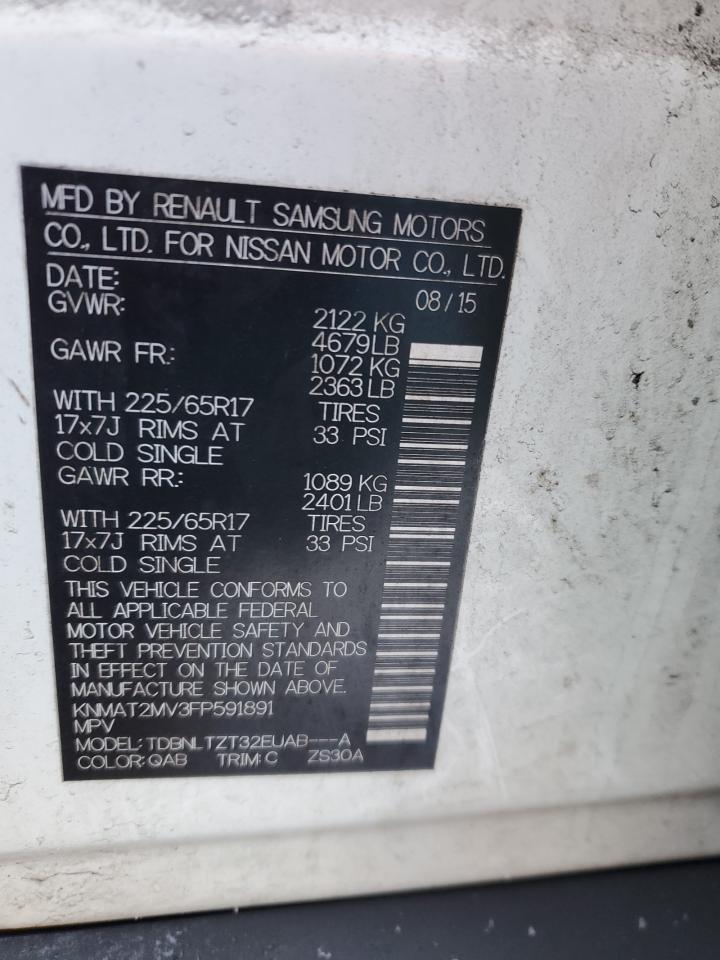 MFD BY RENAULT SAMSUNG MOTORS
CO., LTD. FOR NISSAN MOTOR CO., LTD.
DATE: 08/15
GVWR: 2122 KG
4679LB
GAWR FR.: 1072 KG
2363 LB
WITH 225/65R17 TIRES
17x7J RIMS AT 33 PSI
COLD SINGLE
GAWR RR.: 1089 KG
2401 LB
WITH 225/65R17 TIRES
17x7J RIMS AT 33 PSI
COLD SINGLE
THIS VEHICLE CONFORMS TO
ALL APPLICABLE FEDERAL
MOTOR VEHICLE SAFETY AND
THEFT PREVENTION STANDARDS
IN EFFECT ON THE DATE OF
MANUFACTURE SHOWN ABOVE.
KNMAT2MV3FP591891
MPV
MODEL: TDBNLTZT32EUAB---A
COLOR: QAB TRIM: C ZS30A